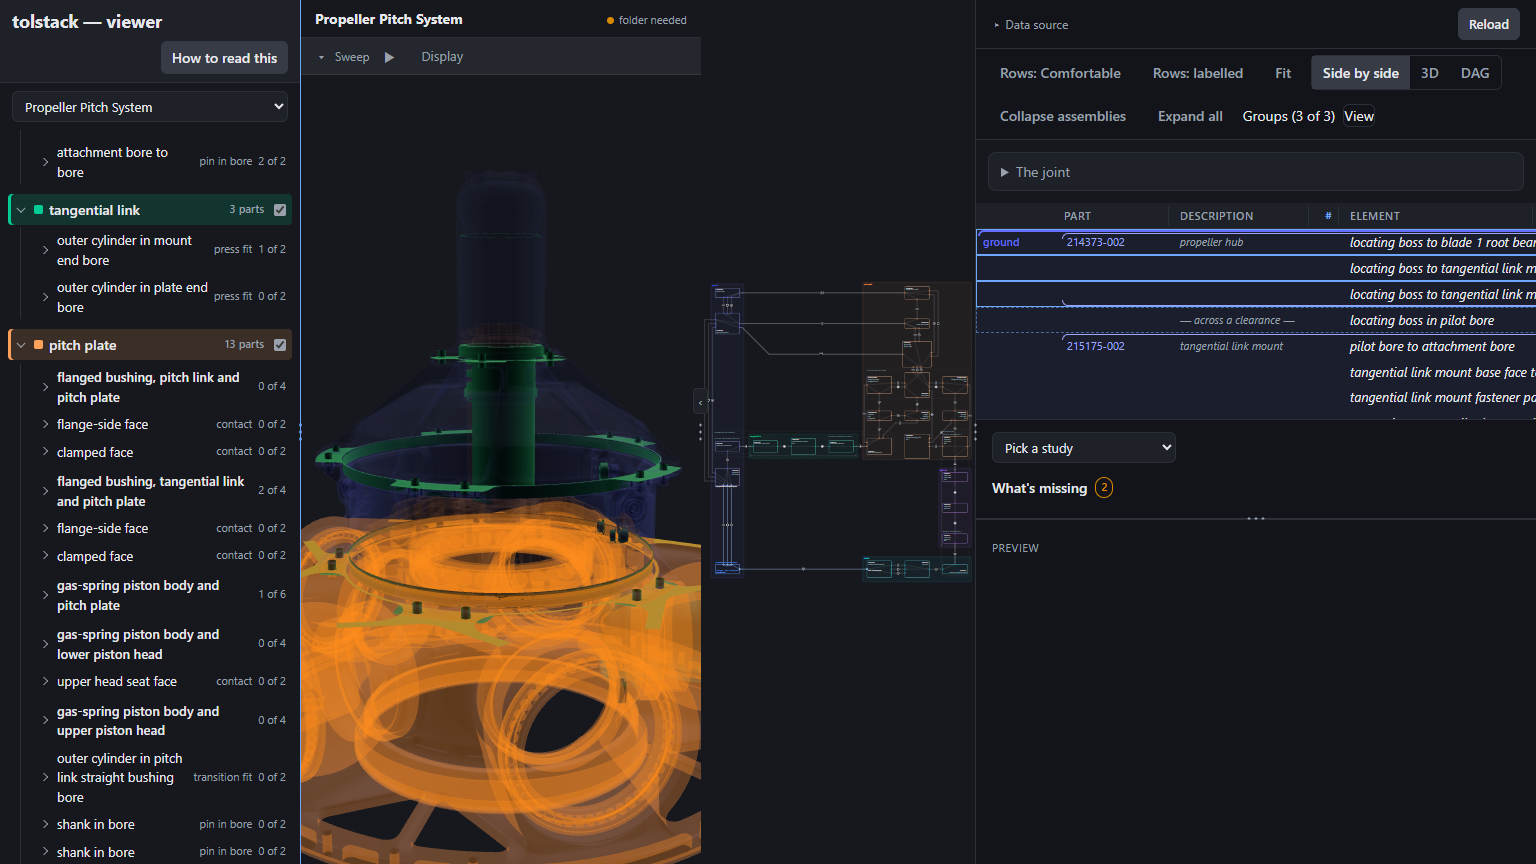 tolstack — viewer
How to read this
Propeller Pitch System
attachment bore to bore
pin in bore 2 of 2
tangential link
3 parts
outer cylinder in mount end bore
press fit 1 of 2
outer cylinder in plate end bore
press fit 0 of 2
pitch plate
13 parts
flanged bushing, pitch link and pitch plate
0 of 4
flange-side face
contact 0 of 2
clamped face
contact 0 of 2
flanged bushing, tangential link and pitch plate
2 of 4
flange-side face
contact 0 of 2
clamped face
contact 0 of 2
gas-spring piston body and pitch plate
1 of 6
gas-spring piston body and lower piston head
0 of 4
upper head seat face
contact 0 of 2
gas-spring piston body and upper piston head
0 of 4
outer cylinder in pitch link straight bushing bore
transition fit 0 of 2
shank in bore
pin in bore 0 of 2
shank in bore
pin in bore 0 of 2
Propeller Pitch System
folder needed
Sweep
Display
Data source
Reload
Rows: Comfortable
Rows: labelled
Fit
Side by side
3D
DAG
Collapse assemblies
Expand all
Groups (3 of 3)
View
The joint
PART
DESCRIPTION
#
ELEMENT
ground
214373-002
propeller hub
locating boss to blade 1 root bear
locating boss to tangential link m
locating boss to tangential link m
— across a clearance —
locating boss in pilot bore
215175-002
tangential link mount
pilot bore to attachment bore
tangential link mount base face t
tangential link mount fastener pa
Pick a study
What's missing
2
PREVIEW